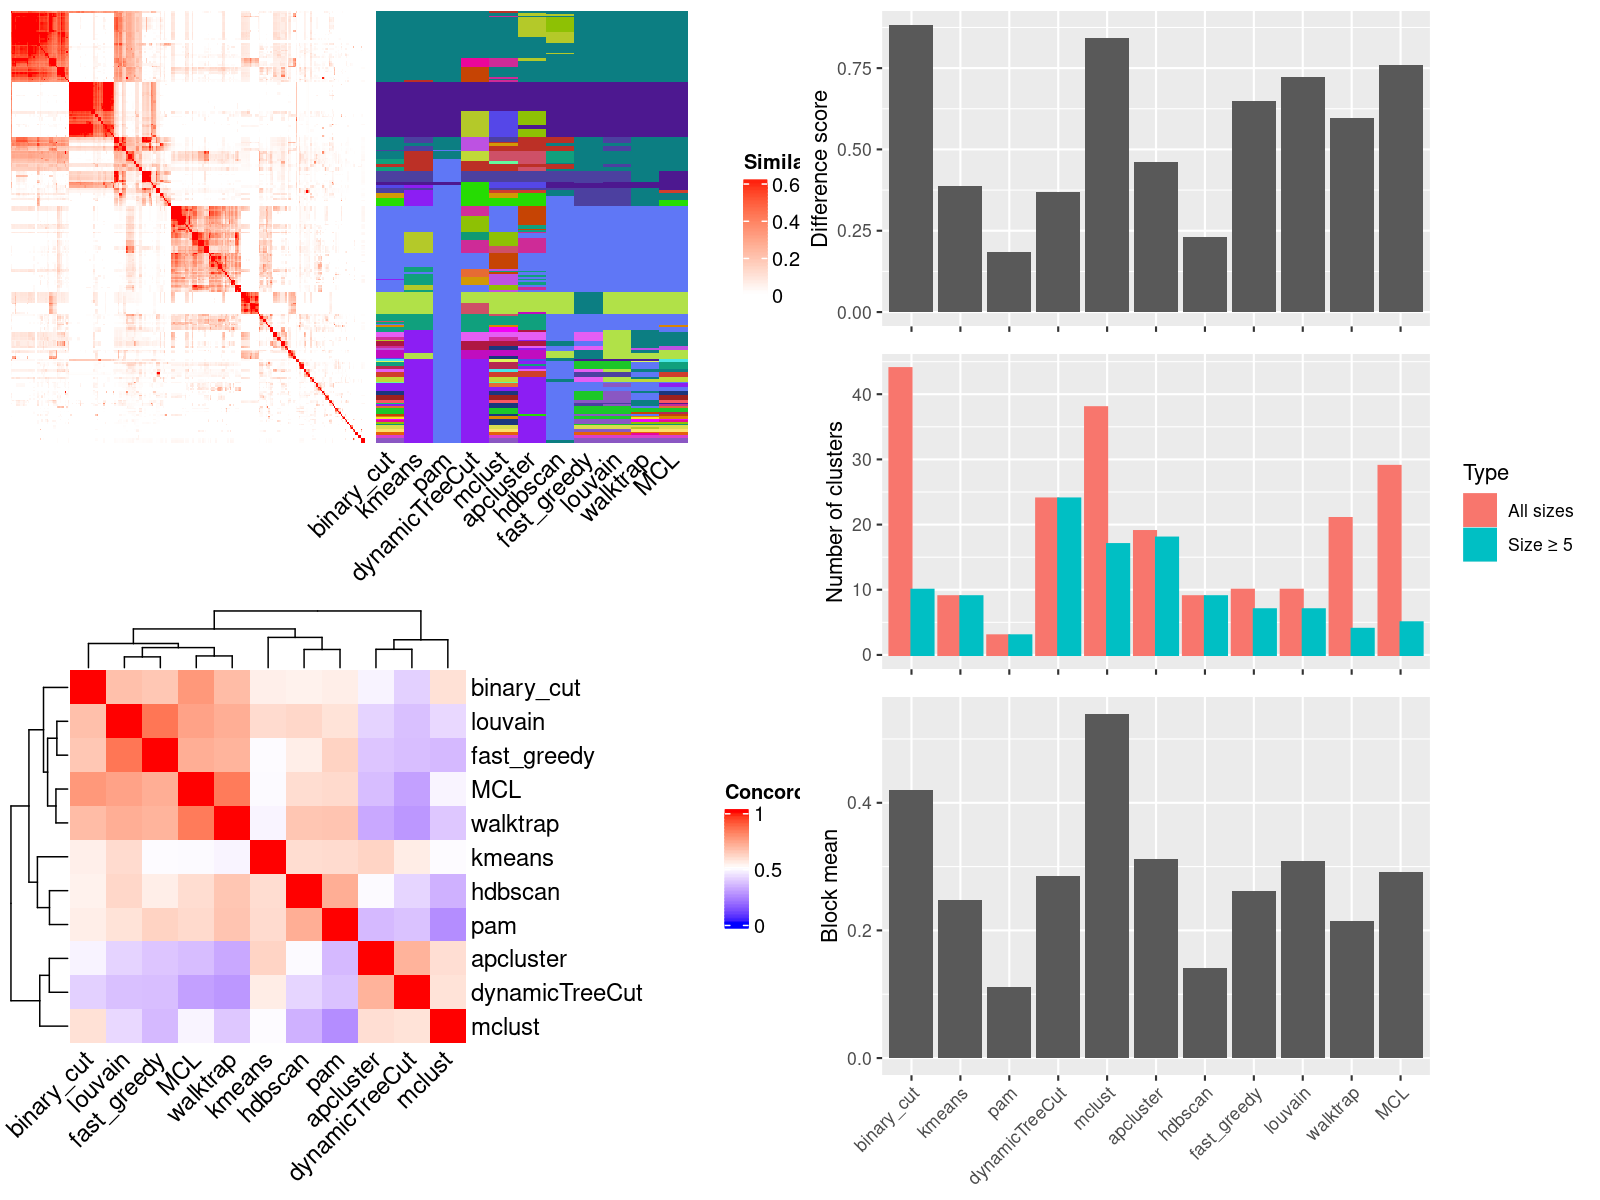 Simila
0.6
0.4
0.2
0
binary_cut
kmeans
pam
dynamicTreeCut
mclust
apcluster
hdbscan
fast_greedy
louvain
walktrap
MCL
binary_cut
louvain
fast_greedy
MCL
walktrap
kmeans
hdbscan
pam
apcluster
dynamicTreeCut
mclust
binary_cut
louvain
fast_greedy
MCL
walktrap
kmeans
hdbscan
pam
apcluster
dynamicTreeCut
mclust
Concord
1
0.5
0
Difference score
0.75
0.50
0.25
0.00
Number of clusters
40
30
20
10
0
Type
All sizes
Size ≥ 5
Block mean
0.4
0.2
0.0
binary_cut
kmeans
pam
dynamicTreeCut
mclust
apcluster
hdbscan
fast_greedy
louvain
walktrap
MCL